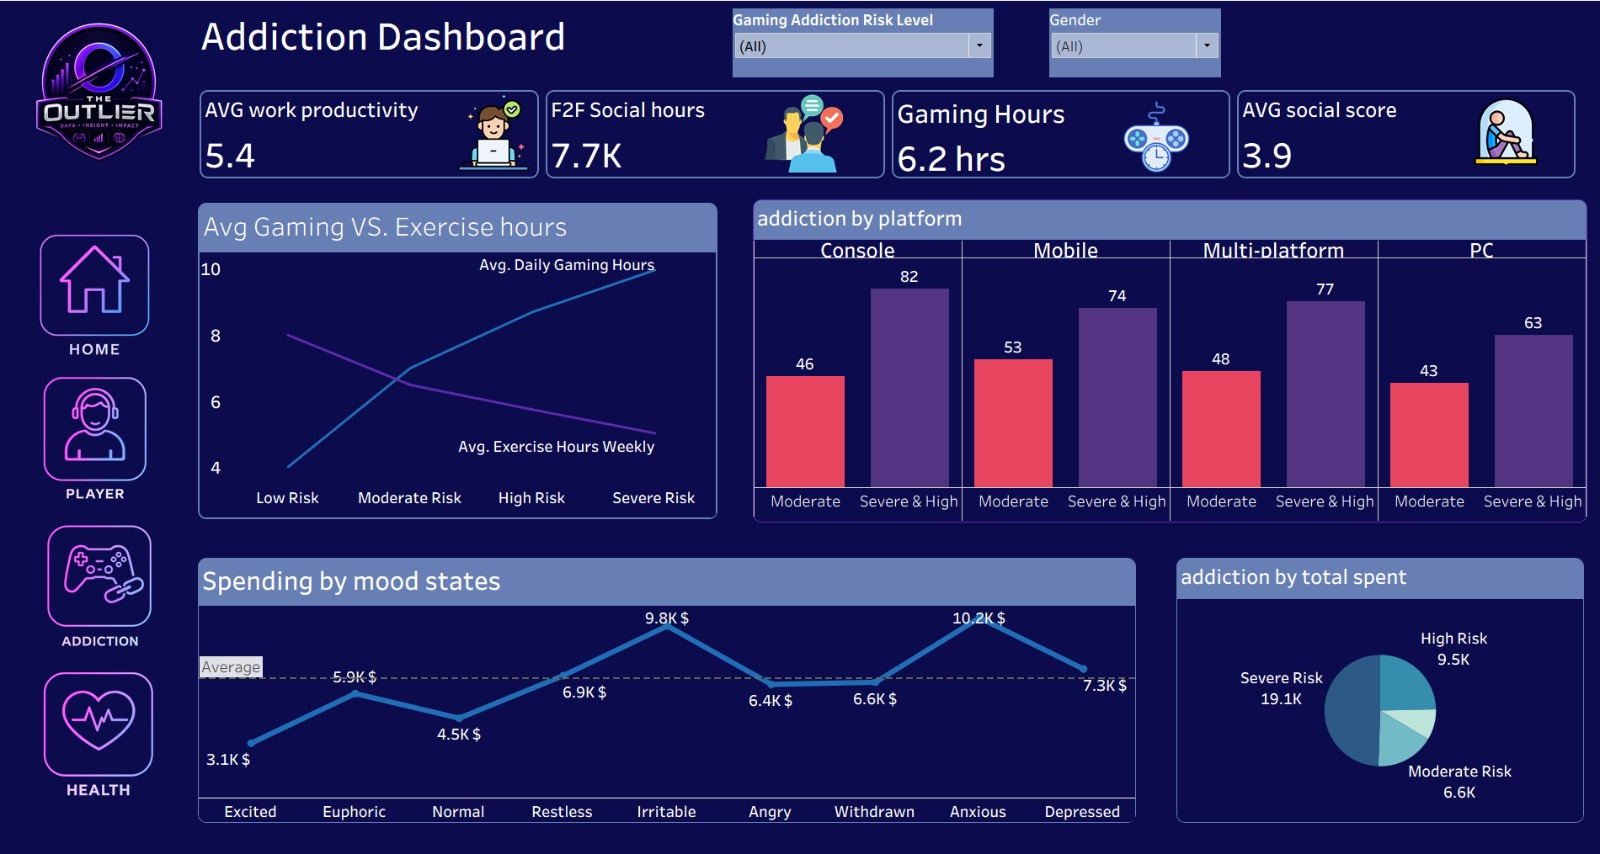 THE
OUTLIER
DATA • INSIGHT • IMPACT
Addiction Dashboard
Gaming Addiction Risk Level
(All)
Gender
(All)
AVG work productivity
5.4
F2F Social hours
7.7K
Gaming Hours
6.2 hrs
AVG social score
3.9
HOME
PLAYER
ADDICTION
HEALTH
Avg Gaming VS. Exercise hours
10
8
6
4
Avg. Daily Gaming Hours
Avg. Exercise Hours Weekly
Low Risk Moderate Risk High Risk Severe Risk
addiction by platform
Console Mobile Multi-platform PC
46 82 53 74 48 77 43 63
Moderate Severe & High Moderate Severe & High Moderate Severe & High Moderate Severe & High
Spending by mood states
Average
3.1K $ 5.9K $ 4.5K $ 6.9K $ 9.8K $ 6.4K $ 6.6K $ 10.2K $ 7.3K $
Excited Euphoric Normal Restless Irritable Angry Withdrawn Anxious Depressed
addiction by total spent
High Risk
9.5K
Severe Risk
19.1K
Moderate Risk
6.6K